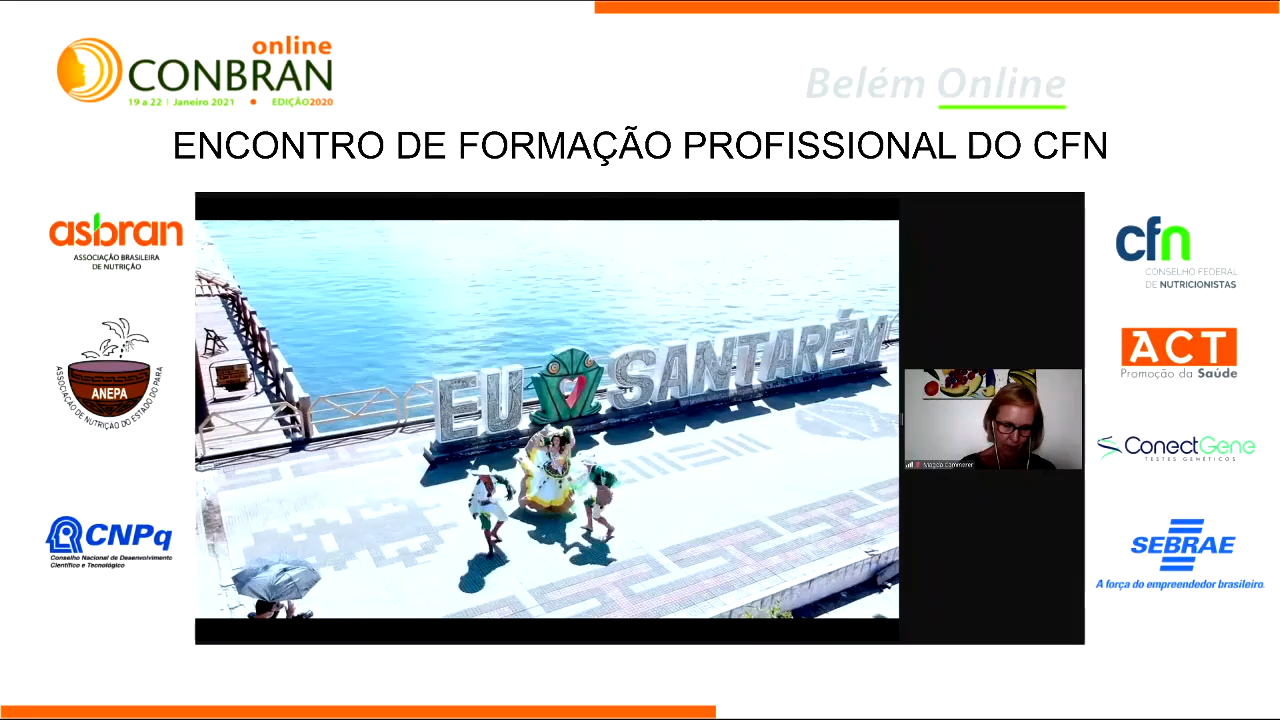 online
CONBRAN
19 a 22 | Janeiro 2021 • EDIÇÃO2020
Belém Online
ENCONTRO DE FORMAÇÃO PROFISSIONAL DO CFN
asbran
ASSOCIAÇÃO BRASILEIRA
DE NUTRIÇÃO
ANEPA
ASSOCIAÇÃO DE NUTRIÇÃO DO ESTADO DO PARÁ
CNPq
Conselho Nacional de Desenvolvimento
Científico e Tecnológico
EU SANTARÉM
Magda Cammerer
cfn
CONSELHO FEDERAL
DE NUTRICIONISTAS
ACT
Promoção da Saúde
ConectGene
TESTES GENÉTICOS
SEBRAE
A força do empreendedor brasileiro.